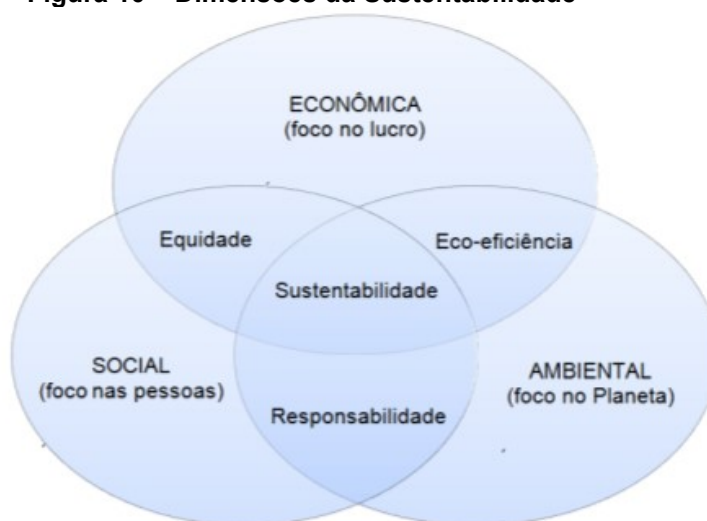 Figura 10 – Dimensões da Sustentabilidade
ECONÔMICA
(foco no lucro)
Equidade
Eco-eficiência
Sustentabilidade
SOCIAL
(foco nas pessoas)
AMBIENTAL
(foco no Planeta)
Responsabilidade